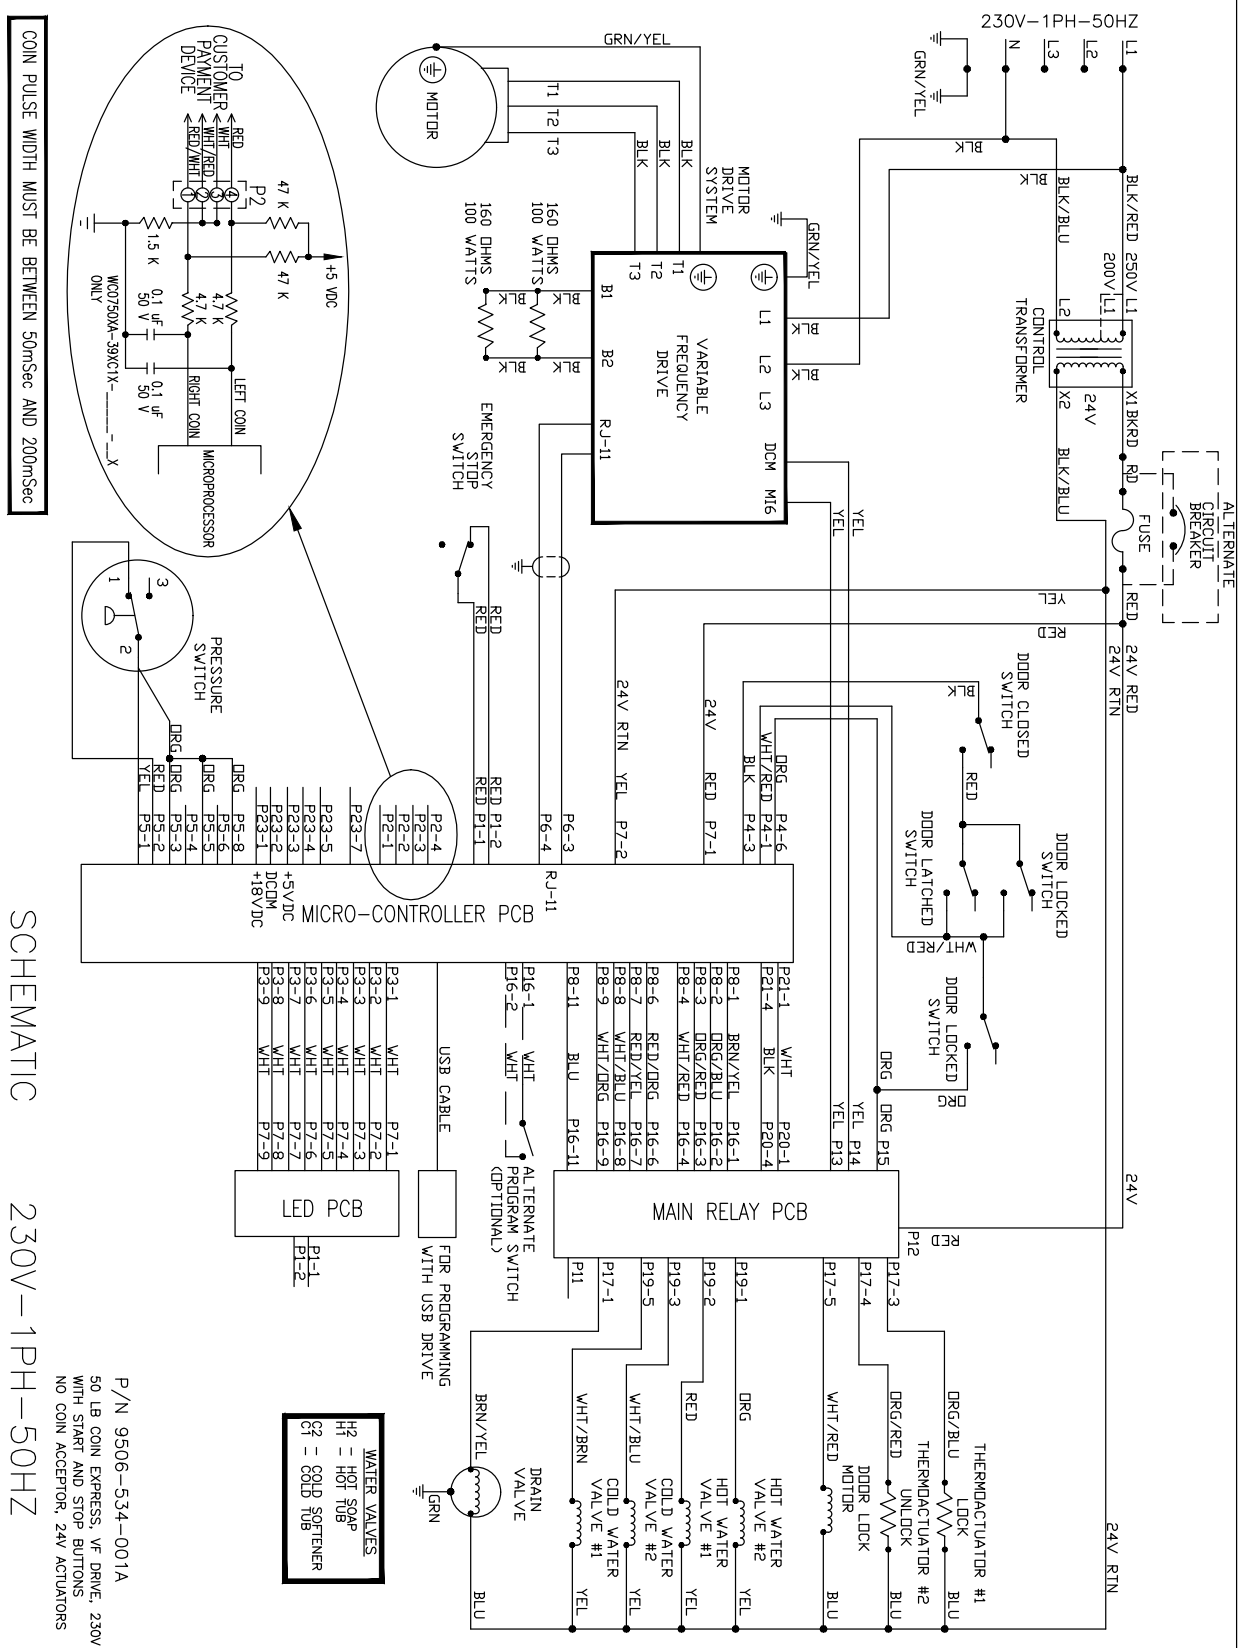 230V-1PH-50HZ
L1
L2
L3
N
GRN/YEL
BLK
BLK
BLK/RED
BLK/BLU
250V L1
200V L1
L2
CONTROL
TRANSFORMER
X1
X2
24V
BKRD
RD
BLK/BLU
ALTERNATE
CIRCUIT
BREAKER
FUSE
RED
YEL
RED
24V RED
24V RTN
24V
RED
P12
24V RTN
GRN/YEL
MOTOR
T1
T2
T3
BLK
BLK
BLK
MOTOR
DRIVE
SYSTEM
GRN/YEL
T1
T2
T3
L1
L2
L3
DCM
MI6
BLK
BLK
VARIABLE
FREQUENCY
DRIVE
B1
B2
RJ-11
BLK
BLK
BLK
BLK
160 OHMS
100 WATTS
160 OHMS
100 WATTS
YEL
YEL
EMERGENCY
STOP
SWITCH
RED
RED
24V RTN
24V
YEL
RED
DOOR CLOSED
SWITCH
BLK
RED
DOOR LOCKED
SWITCH
DOOR LATCHED
SWITCH
WHT/RED
DOOR LOCKED
SWITCH
ORG
ORG
ORG P4-6
WHT/RED P4-1
BLK P4-3
RED P7-1
YEL P7-2
P6-3
P6-4
RED P1-2
RED P1-1
P2-4
P2-3
P2-2
P2-1
P23-7
P23-5
P23-4
P23-3
P23-2
P23-1
ORG P5-8
P5-6
ORG P5-5
P5-4
ORG P5-3
RED P5-2
YEL P5-1
ORG
PRESSURE
SWITCH
1
2
3
RJ-11
+5VDC
DCOM
+18VDC
MICRO-CONTROLLER PCB
P21-1 WHT P20-1
P21-4 BLK P20-4
P8-1 BRN/YEL P16-1
P8-2 ORG/BLU P16-2
P8-3 ORG/RED P16-3
P8-4 WHT/RED P16-4
P8-6 RED/ORG P16-6
P8-7 RED/YEL P16-7
P8-8 WHT/BLU P16-8
P8-9 WHT/ORG P16-9
P8-11 BLU P16-11
ORG P15
YEL P14
YEL P13
P16-1 WHT
P16-2 WHT
ALTERNATE
PROGRAM SWITCH
(OPTIONAL)
USB CABLE
FOR PROGRAMMING
WITH USB DRIVE
P3-1 WHT P7-1
P3-2 WHT P7-2
P3-3 WHT P7-3
P3-4 WHT P7-4
P3-5 WHT P7-5
P3-6 WHT P7-6
P3-7 WHT P7-7
P3-8 WHT P7-8
P3-9 WHT P7-9
LED PCB
P1-1
P1-2
MAIN RELAY PCB
P17-3
P17-4
P17-5
P19-1
P19-2
P19-3
P19-5
P17-1
P11
ORG/BLU
THERMOACTUATOR #1
LOCK
BLU
ORG/RED
THERMOACTUATOR #2
UNLOCK
BLU
WHT/RED
DOOR LOCK
MOTOR
YEL
ORG
HOT WATER
VALVE #2
YEL
RED
HOT WATER
VALVE #1
YEL
WHT/BLU
COLD WATER
VALVE #2
YEL
WHT/BRN
COLD WATER
VALVE #1
YEL
BRN/YEL
DRAIN
VALVE
GRN
BLU
WATER VALVES
H2 - HOT SOAP
H1 - HOT TUB
C2 - COLD SOFTENER
C1 - COLD TUB
TO
CUSTOMER
PAYMENT
DEVICE
RED
WHT
WHT/RED
RED/WHT
P2
4
3
2
1
47 K
47 K
+5 VDC
1.5 K
4.7 K
4.7 K
0.1 uF
50 V
0.1 uF
50 V
LEFT COIN
RIGHT COIN
MICROPROCESSOR
WC0750XA-39XC1X-______-__X
ONLY
COIN PULSE WIDTH MUST BE BETWEEN 50mSec AND 200mSec
SCHEMATIC 230V-1PH-50HZ
P/N 9506-534-001A
50 LB COIN EXPRESS, VF DRIVE, 230V
WITH START AND STOP BUTTONS
NO COIN ACCEPTOR, 24V ACTUATORS